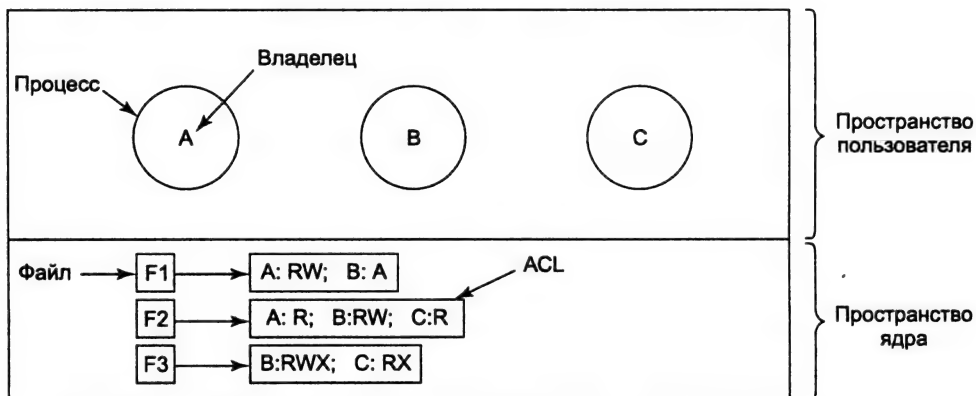 Владелец
Процесс
A
B
C
Пространство
пользователя
Файл
F1
A: RW; B: A
ACL
F2
A: R; B:RW; C:R
F3
B:RWX; C: RX
Пространство
ядра